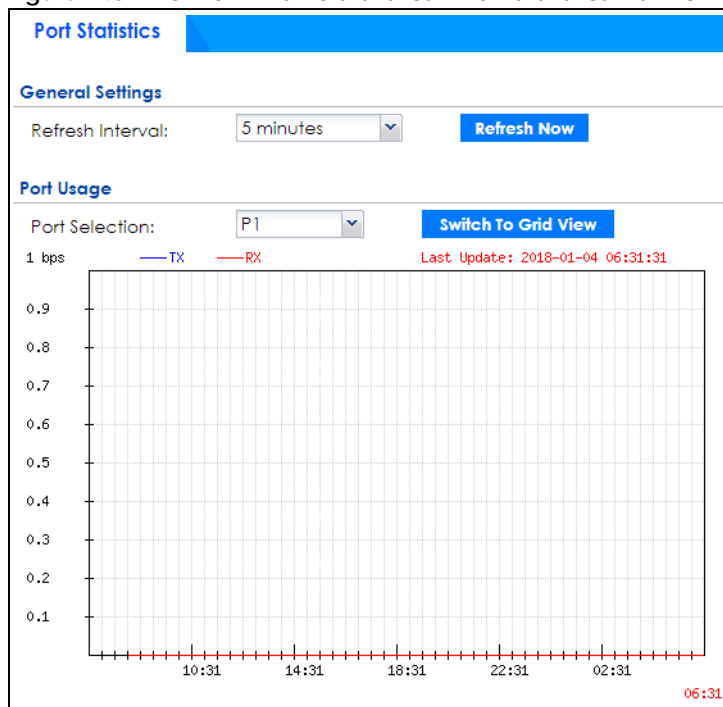 Port Statistics
General Settings
Refresh Interval: 5 minutes Refresh Now
Port Usage
Port Selection: P1 Switch To Grid View
1 bps TX RX Last Update: 2018-01-04 06:31:31
0.9
0.8
0.7
0.6
0.5
0.4
0.3
0.2
0.1
10:31 14:31 18:31 22:31 02:31
06:31